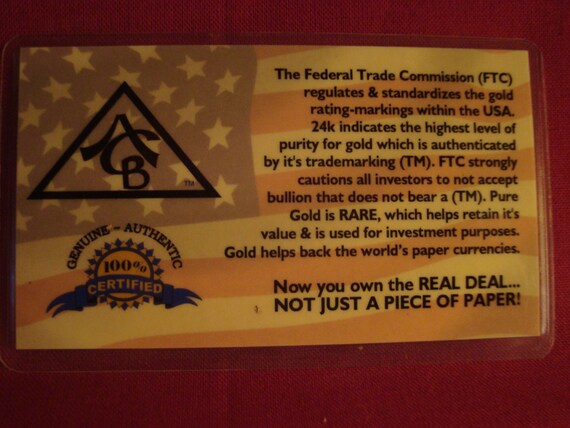 ACB
TM
GENUINE - AUTHENTIC
100%
CERTIFIED
The Federal Trade Commission (FTC)
regulates & standardizes the gold
rating-markings within the USA.
24k indicates the highest level of
purity for gold which is authenticated
by it's trademarking (TM). FTC strongly
cautions all investors to not accept
bullion that does not bear a (TM). Pure
Gold is RARE, which helps retain it's
value & is used for investment purposes.
Gold helps back the world's paper currencies.
Now you own the REAL DEAL...
NOT JUST A PIECE OF PAPER!